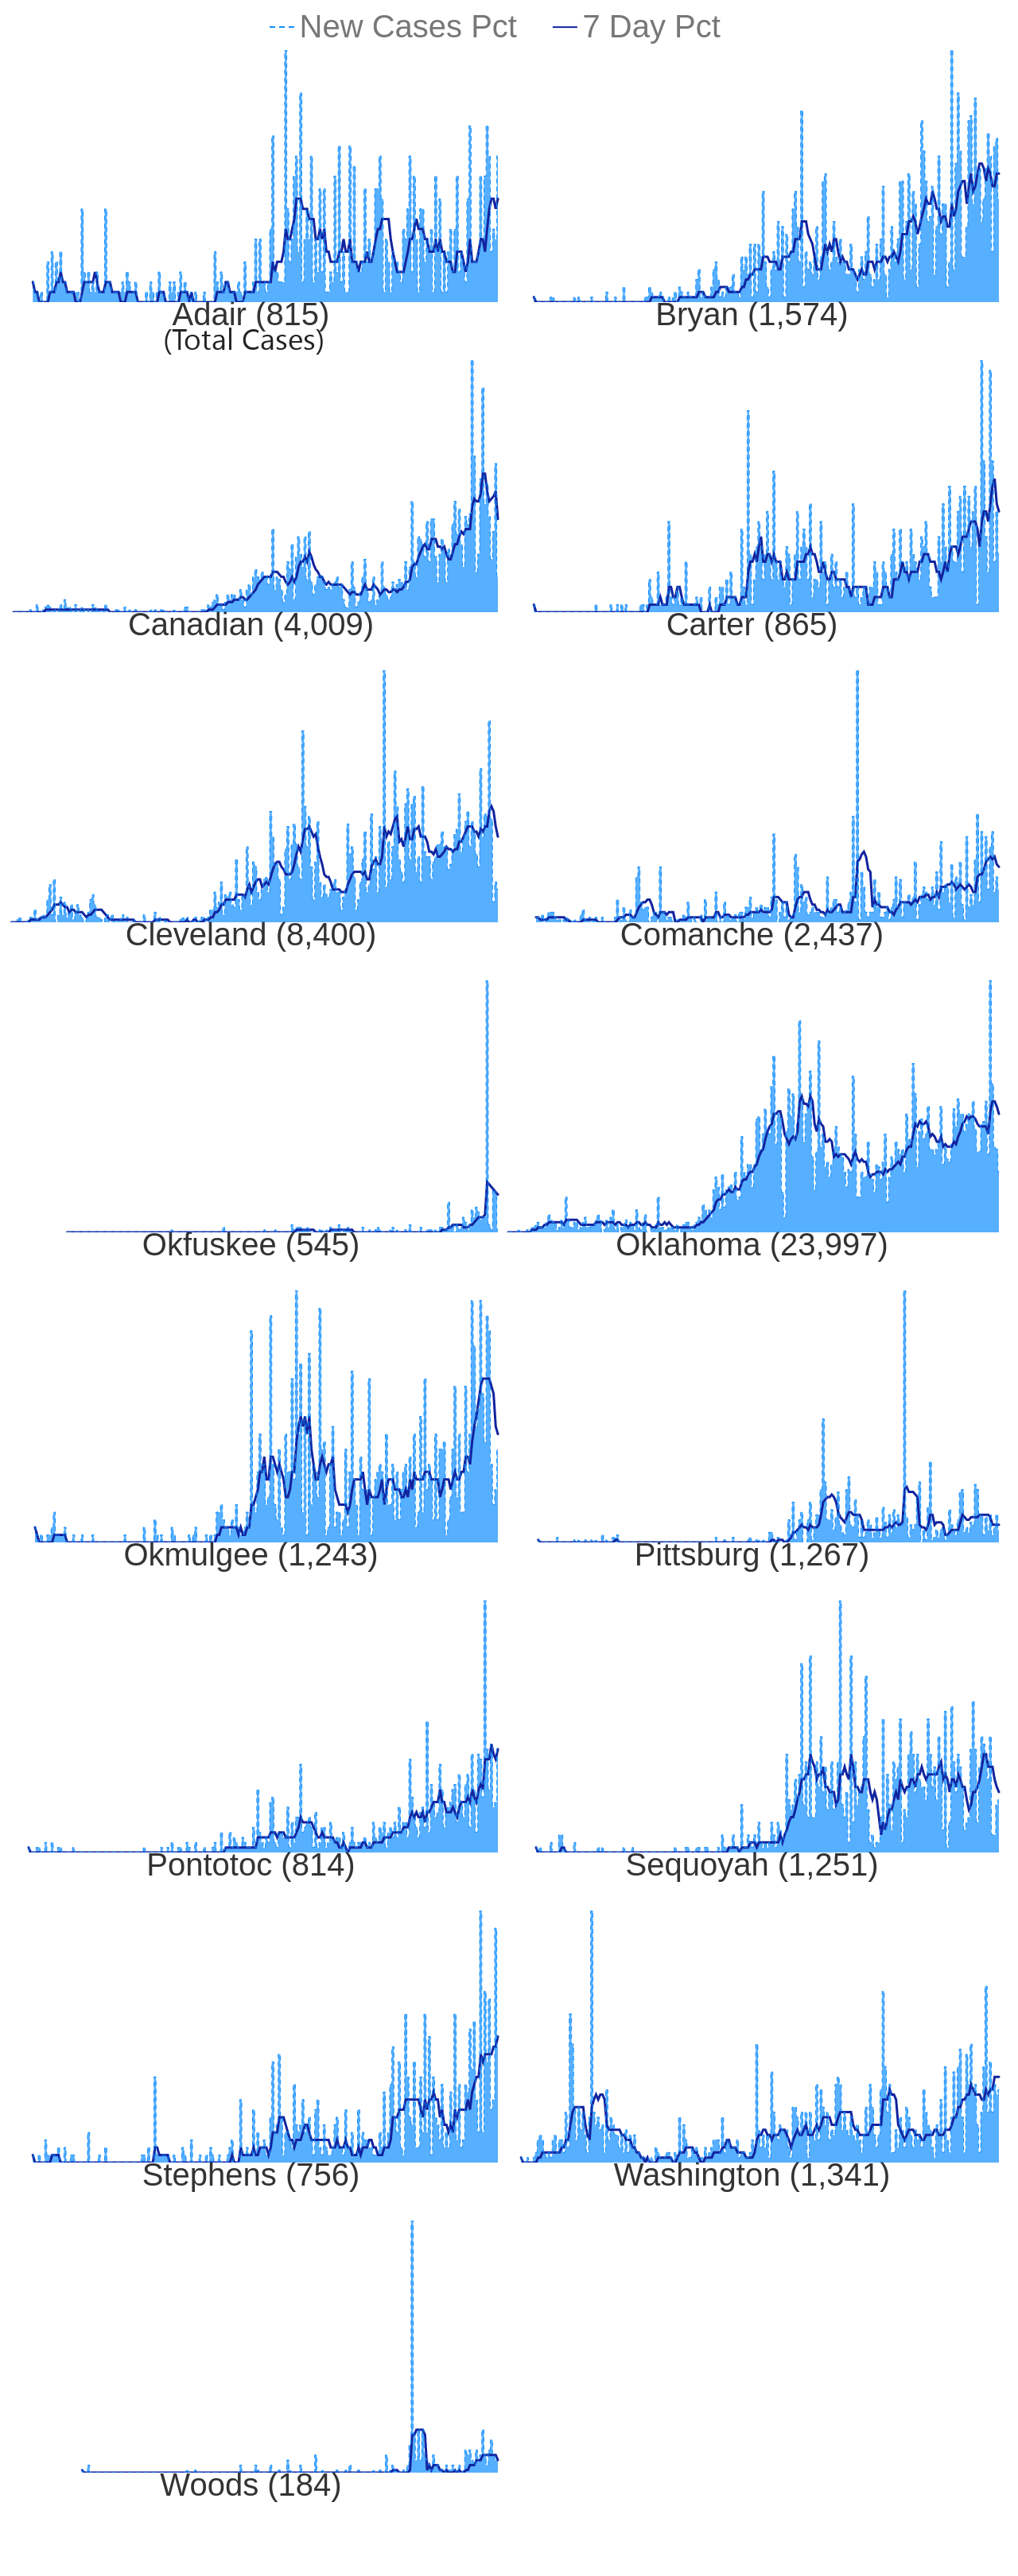 New Cases Pct 7 Day Pct
Adair (815) Bryan (1,574)
(Total Cases)
Canadian (4,009) Carter (865)
Cleveland (8,400) Comanche (2,437)
Okfuskee (545) Oklahoma (23,997)
Okmulgee (1,243) Pittsburg (1,267)
Pontotoc (814) Sequoyah (1,251)
Stephens (756) Washington (1,341)
Woods (184)